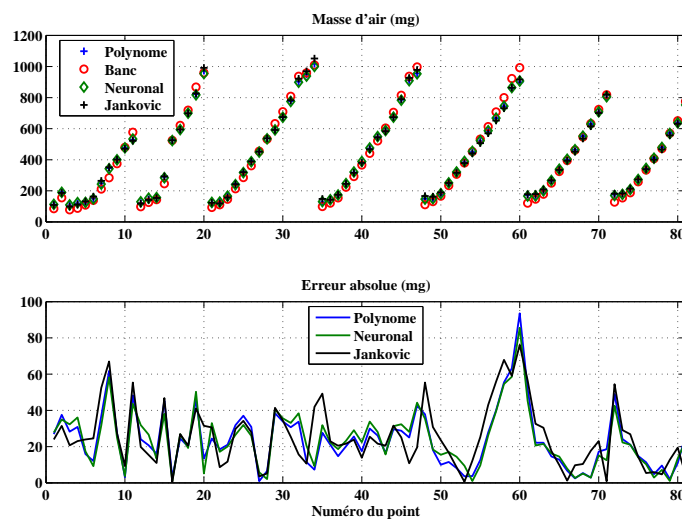 Masse d'air (mg)
1200
1000
800
600
400
200
0
Polynome
Banc
Neuronal
Jankovic
0 10 20 30 40 50 60 70 80
Erreur absolue (mg)
100
80
60
40
20
0
Polynome
Neuronal
Jankovic
0 10 20 30 40 50 60 70 80
Numéro du point